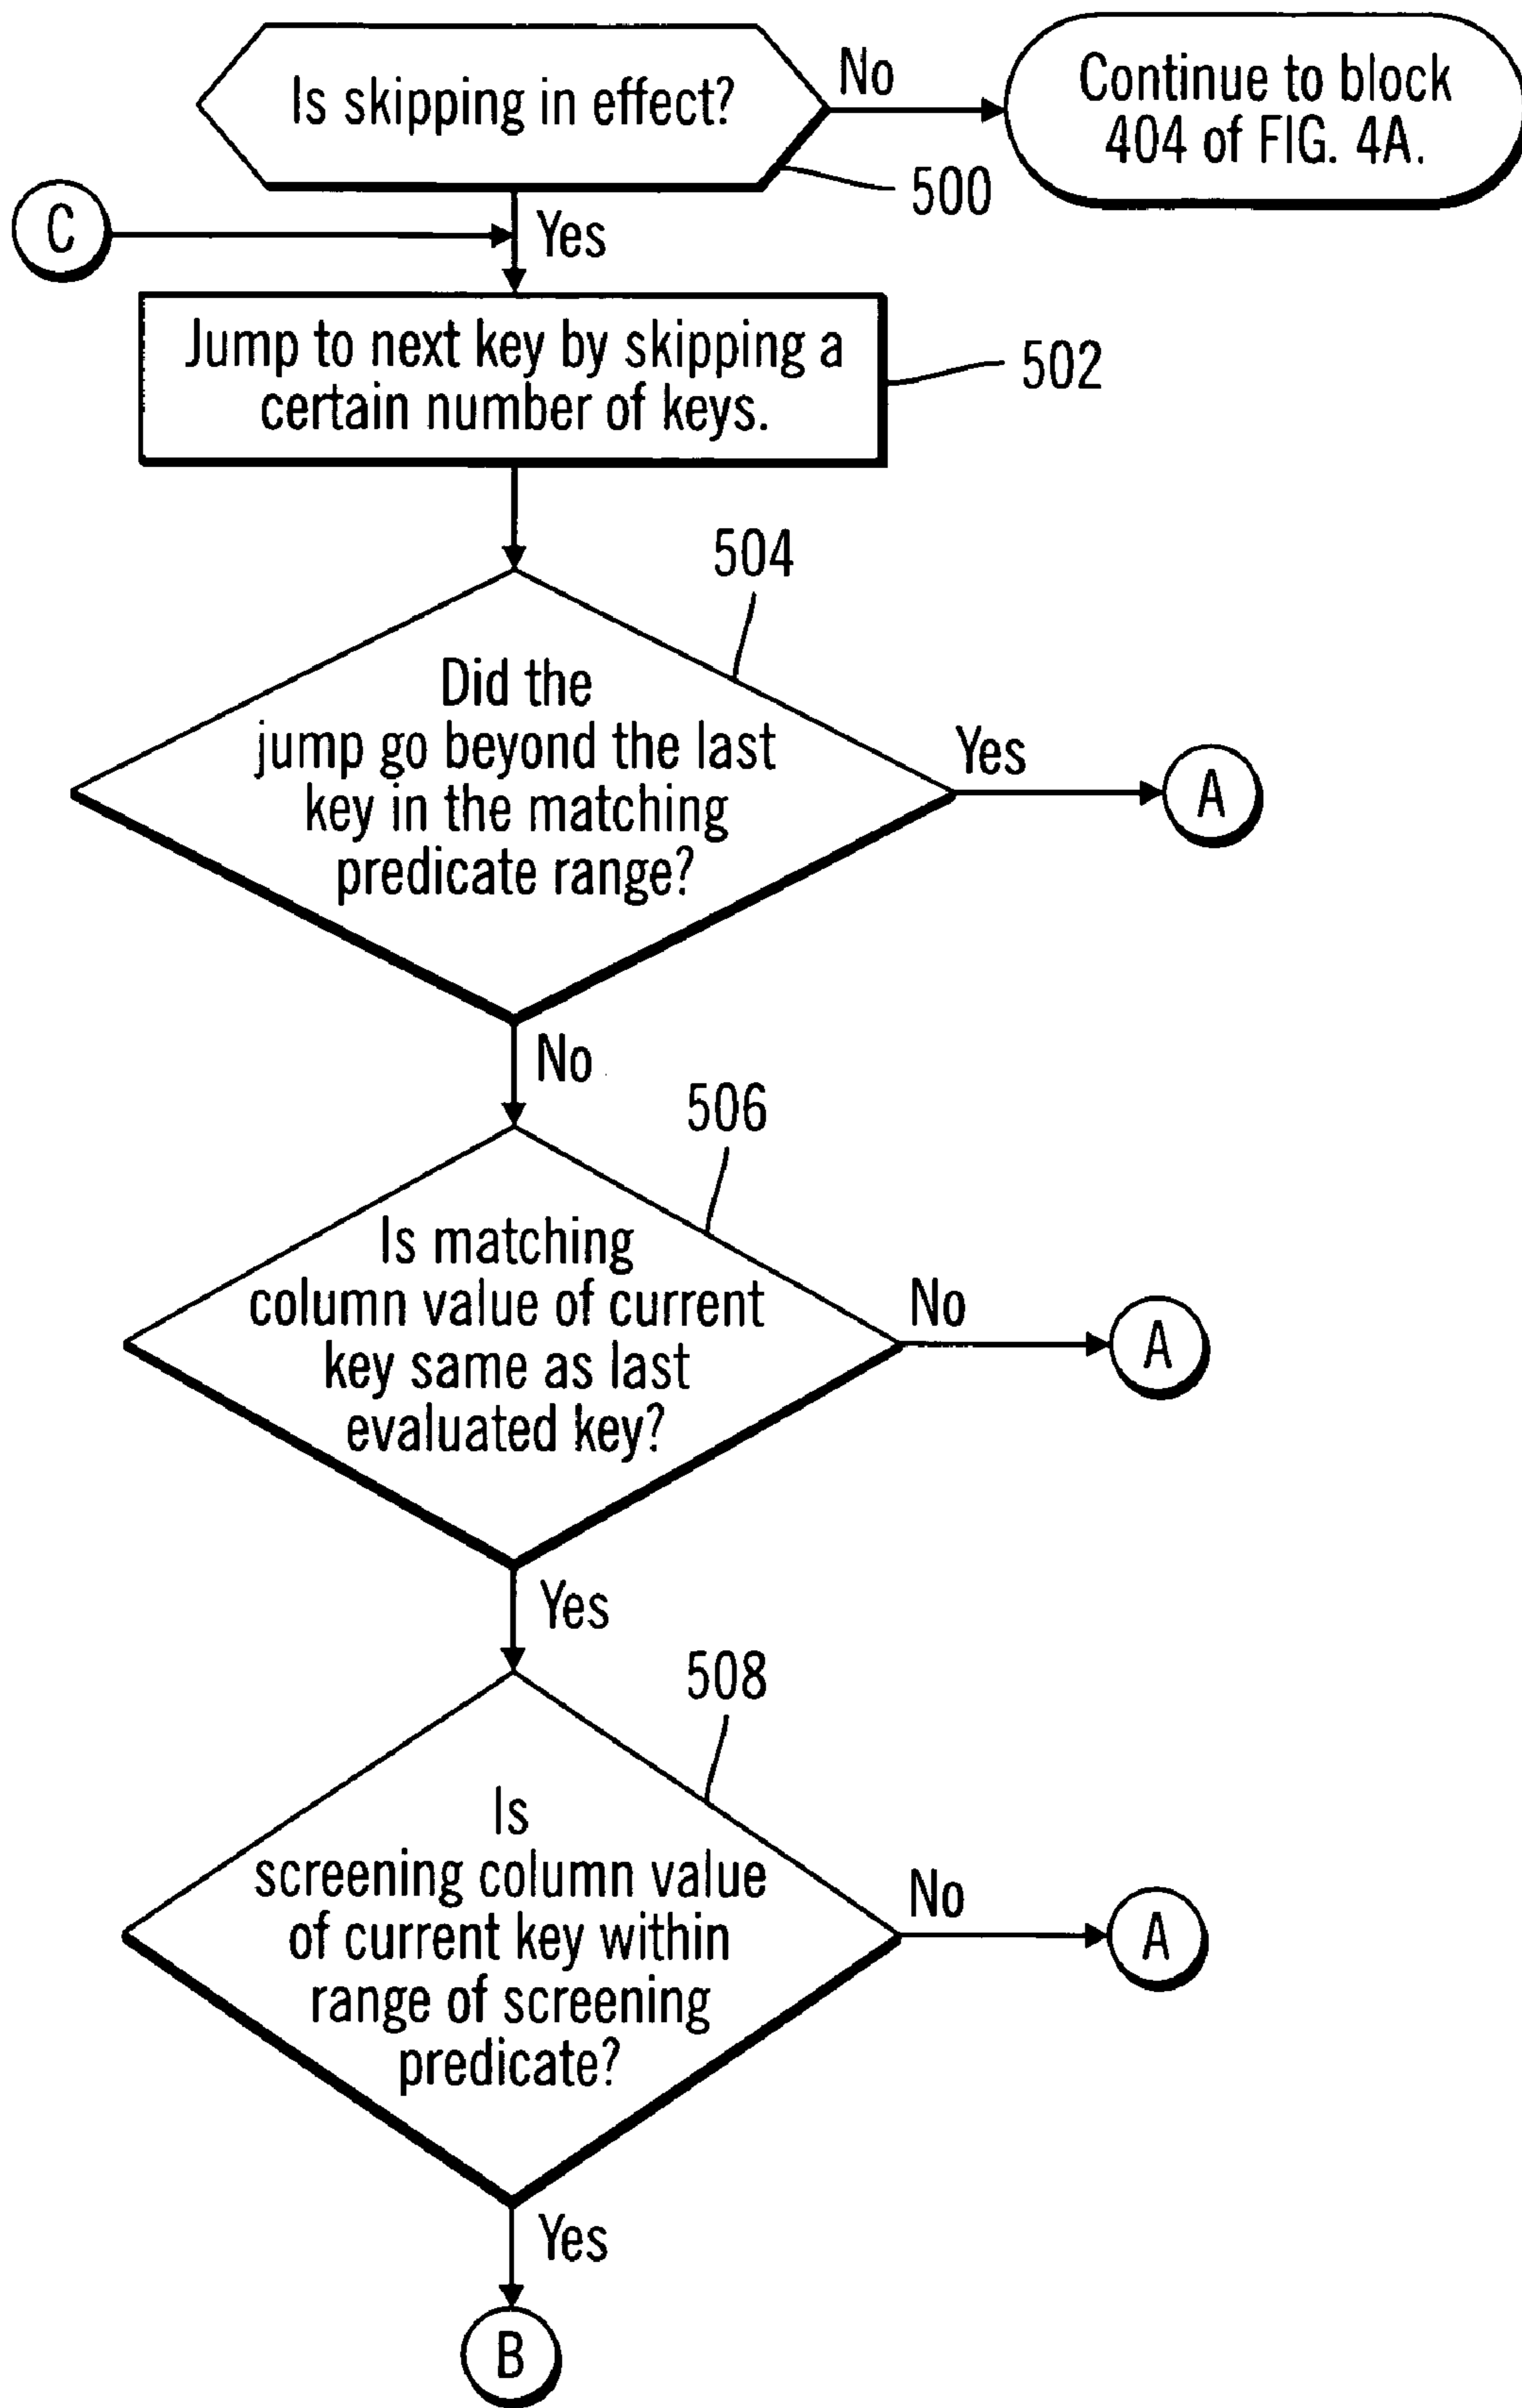 Is skipping in effect?
No
Continue to block
404 of FIG. 4A.
500
C
Yes
Jump to next key by skipping a
certain number of keys.
502
504
Did the
jump go beyond the last
key in the matching
predicate range?
Yes
A
No
506
Is matching
column value of current
key same as last
evaluated key?
No
A
Yes
508
Is
screening column value
of current key within
range of screening
predicate?
No
A
Yes
B